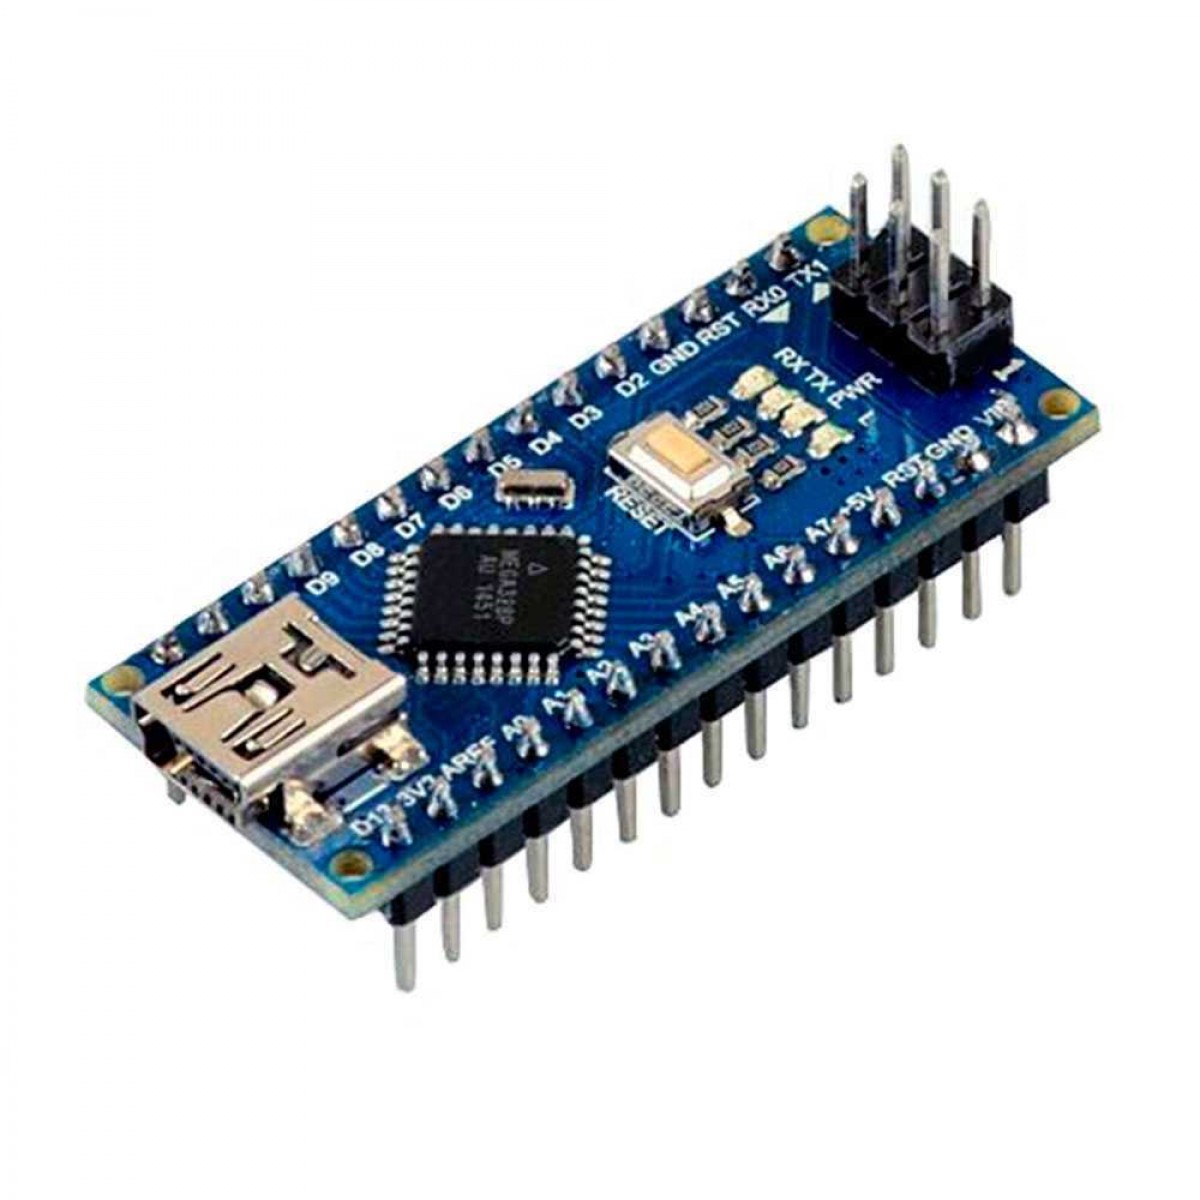 TX1
RX0
RST
GND
D2
D3
D4
D5
D6
D7
D8
D9
RX TX
PWR
1
RESET
MEGA328P
AU 1451
VIN
GND
RST
+5V
A7
A6
A5
A4
A3
A2
A1
A0
AREF
3V3
D13